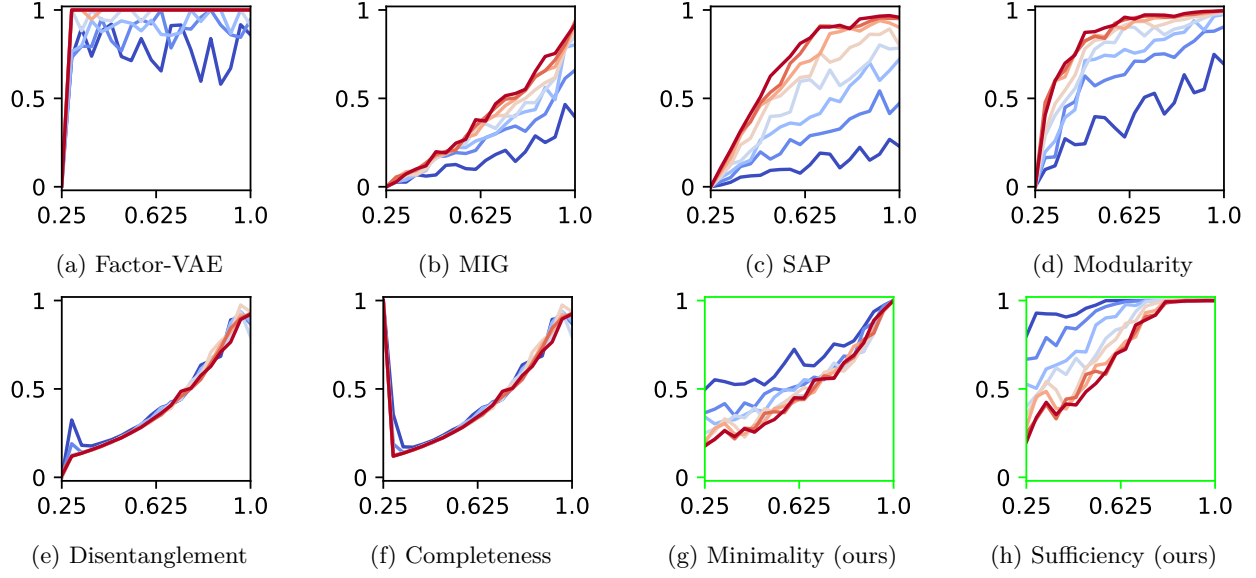 1
0.5
0
0.25 0.625 1.0
(a) Factor-VAE
1
0.5
0
0.25 0.625 1.0
(b) MIG
1
0.5
0
0.25 0.625 1.0
(c) SAP
1
0.5
0
0.25 0.625 1.0
(d) Modularity
1
0.5
0
0.25 0.625 1.0
(e) Disentanglement
1
0.5
0
0.25 0.625 1.0
(f) Completeness
1
0.5
0
0.25 0.625 1.0
(g) Minimality (ours)
1
0.5
0
0.25 0.625 1.0
(h) Sufficiency (ours)